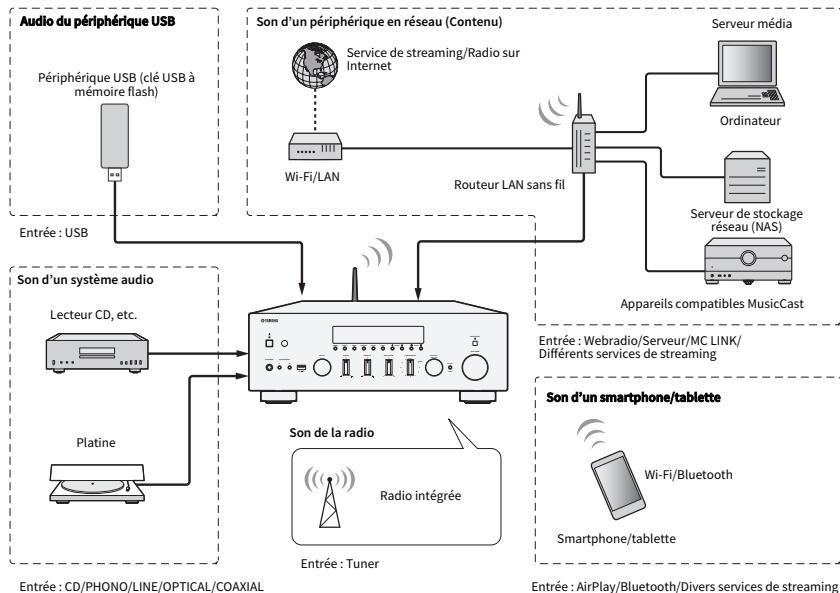 Audio du périphérique USB
Périphérique USB (clé USB à
mémoire flash)
Entrée : USB
Son d’un périphérique en réseau (Contenu)
Service de streaming/Radio sur
Internet
Wi-Fi/LAN
Routeur LAN sans fil
Serveur média
Ordinateur
Serveur de stockage
réseau (NAS)
Appareils compatibles MusicCast
Entrée : Webradio/Serveur/MC LINK/
Différents services de streaming
Son d’un système audio
Lecteur CD, etc.
Platine
Entrée : CD/PHONO/LINE/OPTICAL/COAXIAL
YAMAHA
Son de la radio
Radio intégrée
Entrée : Tuner
Son d’un smartphone/tablette
Wi-Fi/Bluetooth
Smartphone/tablette
Entrée : AirPlay/Bluetooth/Divers services de streaming